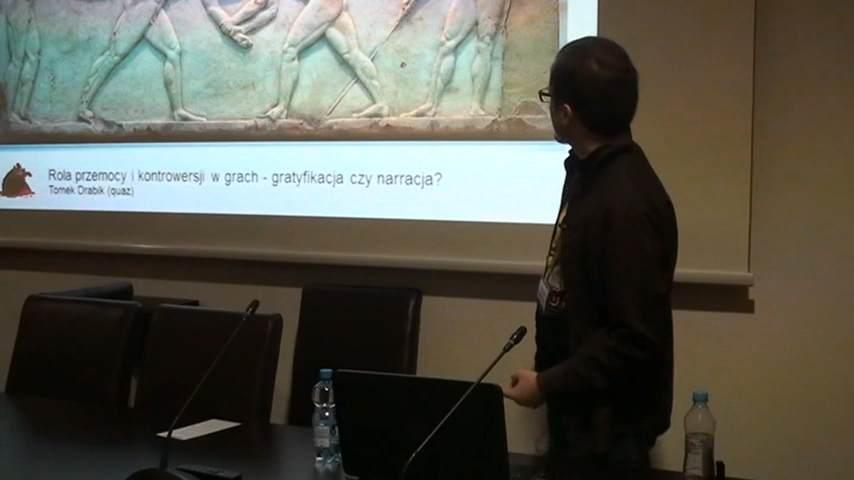 Rola przemocy i kontrowersji w grach - gratyfikacja czy narracja?
Tomek Drabik (quaz)